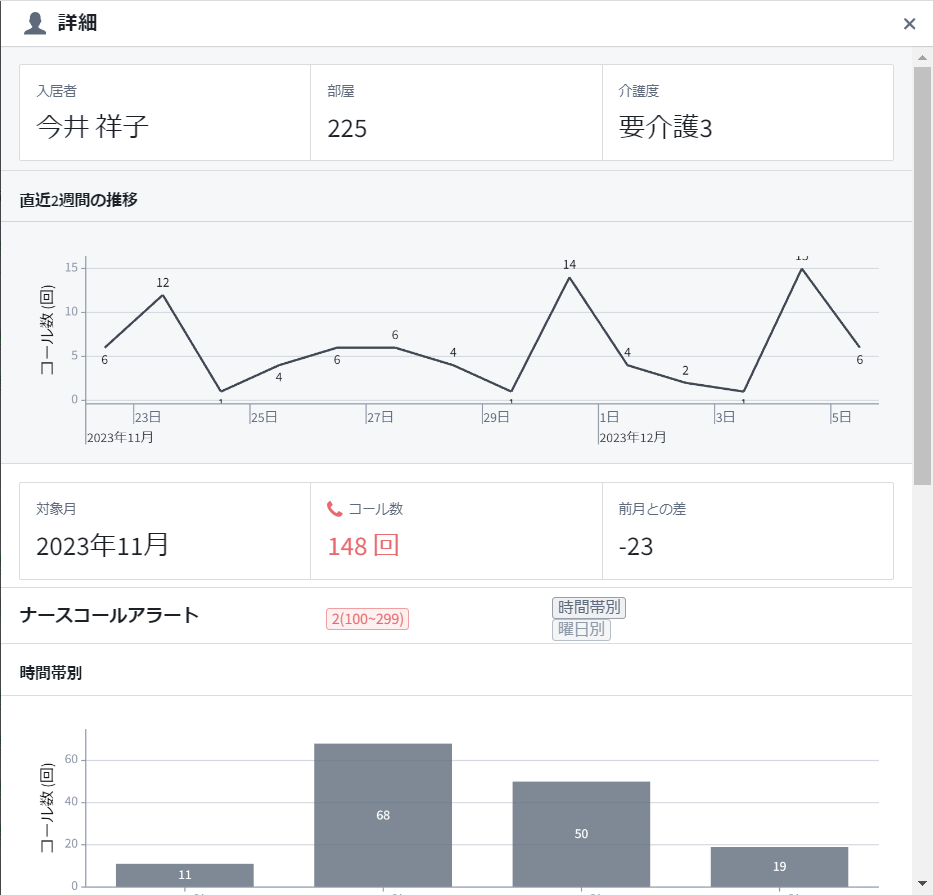 詳細
入居者
部屋
介護度
今井 祥子
225
要介護3
直近2週間の推移
コール数 (回)
15
10
5
0
6
12
1
4
6
6
4
1
14
4
2
1
6
23日
25日
27日
29日
1日
3日
5日
2023年11月
2023年12月
対象月
コール数
前月との差
2023年11月
148 回
-23
ナースコールアラート
2(100~299)
時間帯別
曜日別
時間帯別
コール数 (回)
60
40
20
0
11
68
50
19